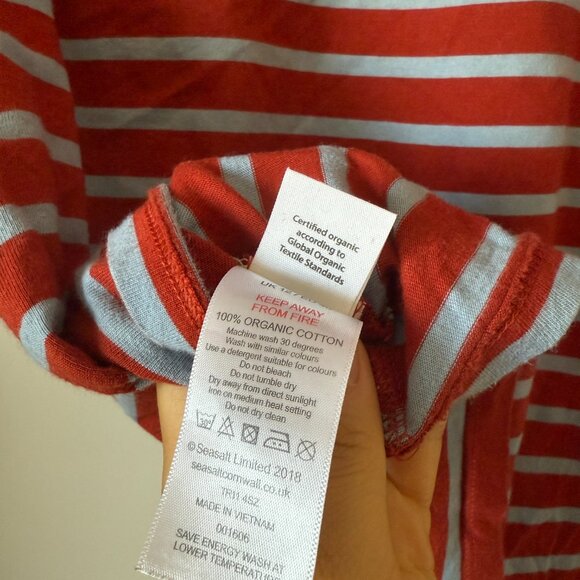 Certified organic
according to
Global Organic
Textile Standards
KEEP AWAY
FROM FIRE
100% ORGANIC COTTON
Machine wash 30 degrees
Wash with similar colours
Use a detergent suitable for colours
Do not bleach
Do not tumble dry
Dry away from direct sunlight
Iron on medium heat setting
Do not dry clean
© Seasalt Limited 2018
seasaltcornwall.co.uk
TR11 4SZ
MADE IN VIETNAM
001606
SAVE ENERGY WASH AT
LOWER TEMPERATURE